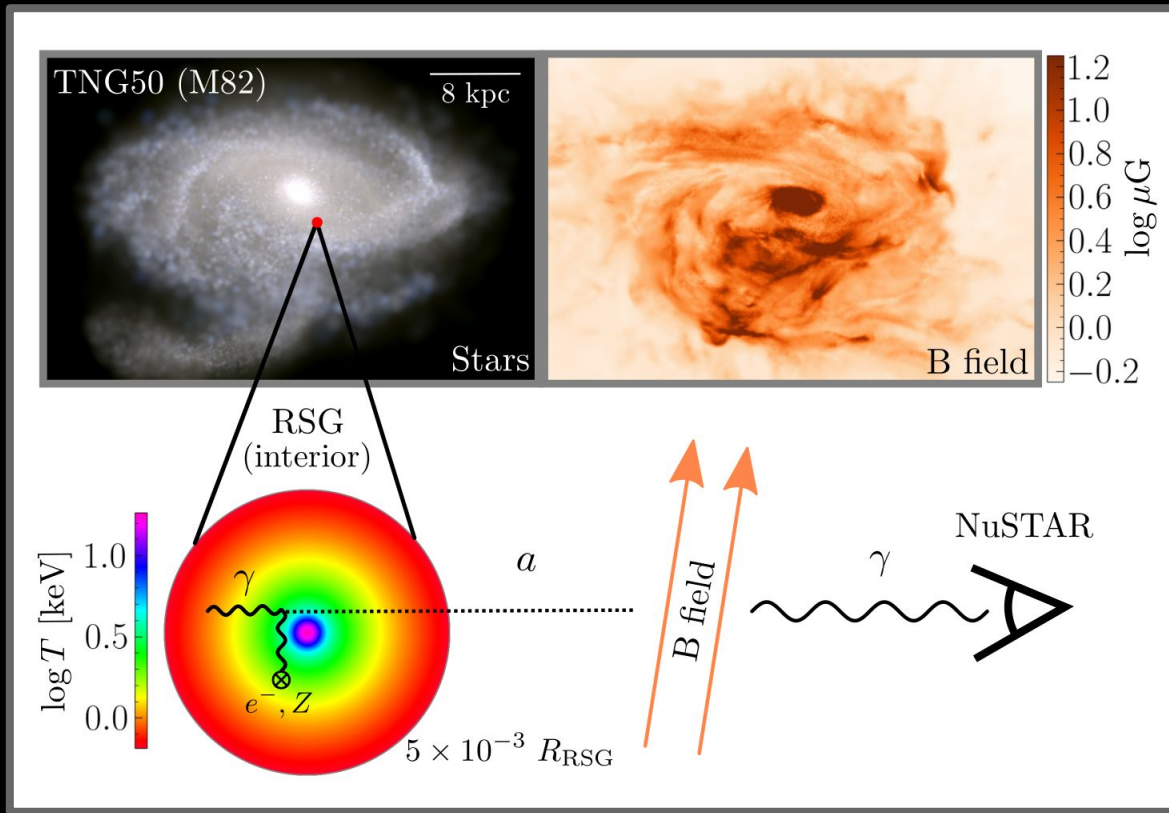 TNG50 (M82)
8 kpc
Stars
B field
1.2
1.0
0.8
0.6
0.4
0.2
0.0
−0.2
log μG
RSG
(interior)
log T [keV]
1.0
0.5
0.0
γ
e⁻, Z
5 × 10⁻³ R_RSG
a
B field
γ
NuSTAR